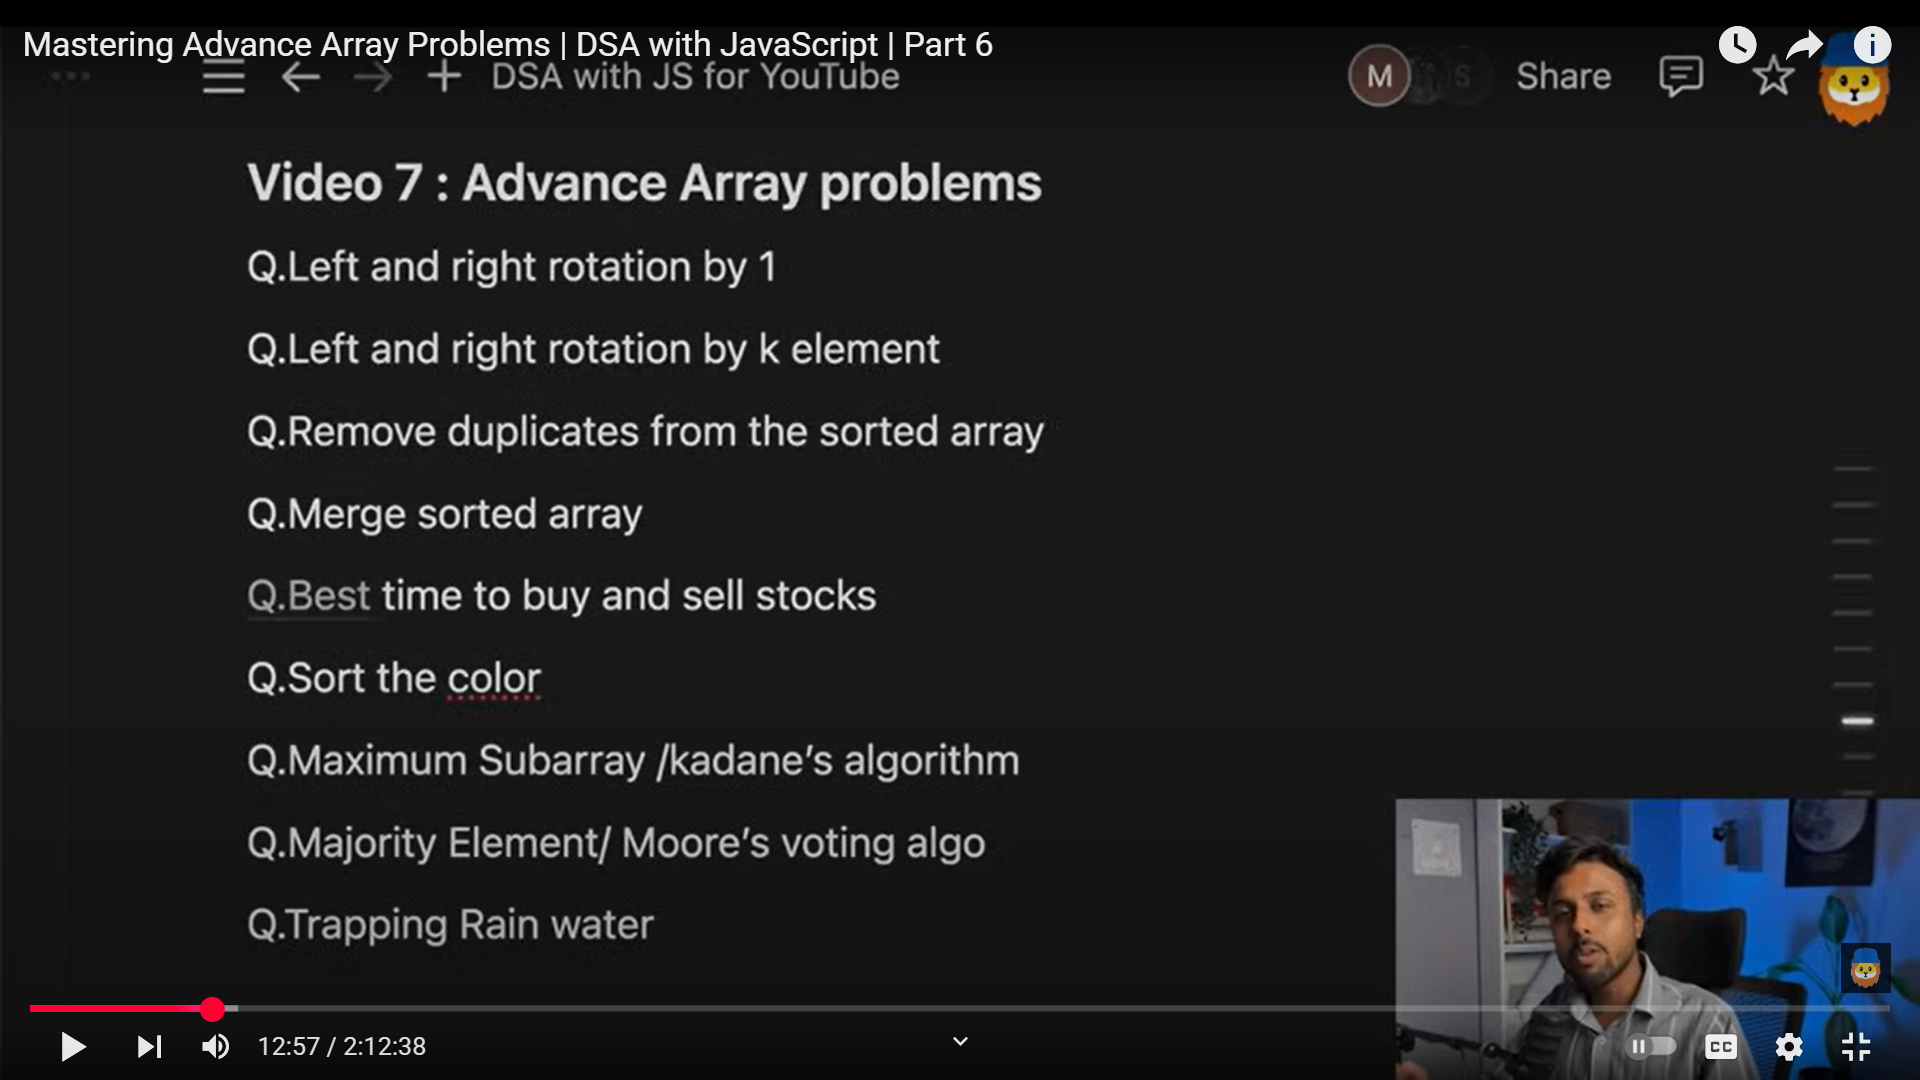 Mastering Advance Array Problems | DSA with JavaScript | Part 6
DSA with JS for YouTube
M
S
Share
Video 7 : Advance Array problems
Q.Left and right rotation by 1
Q.Left and right rotation by k element
Q.Remove duplicates from the sorted array
Q.Merge sorted array
Q.Best time to buy and sell stocks
Q.Sort the color
Q.Maximum Subarray /kadane’s algorithm
Q.Majority Element/ Moore’s voting algo
Q.Trapping Rain water
12:57 / 2:12:38
CC